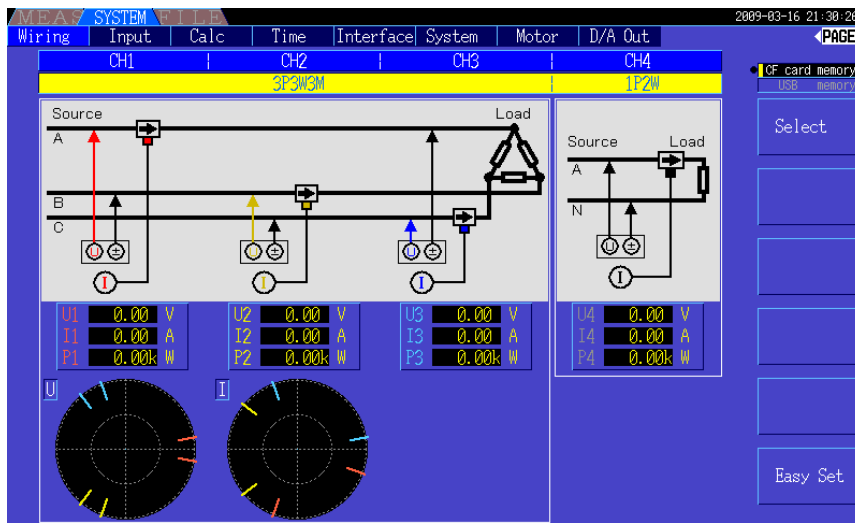 MEAS SYSTEM FILE 2009-03-16 21:30:26
Wiring Input Calc Time Interface System Motor D/A Out PAGE
CH1 CH2 CH3 CH4
3P3W3M 1P2W
CF card memory
USB memory
Select
Source Load
A
B
C
U ± U ± U ±
I I I
Source Load
A
N
U ±
I
U1 0.00 V U2 0.00 V U3 0.00 V U4 0.00 V
I1 0.00 A I2 0.00 A I3 0.00 A I4 0.00 A
P1 0.00k W P2 0.00k W P3 0.00k W P4 0.00k W
U I
Easy Set